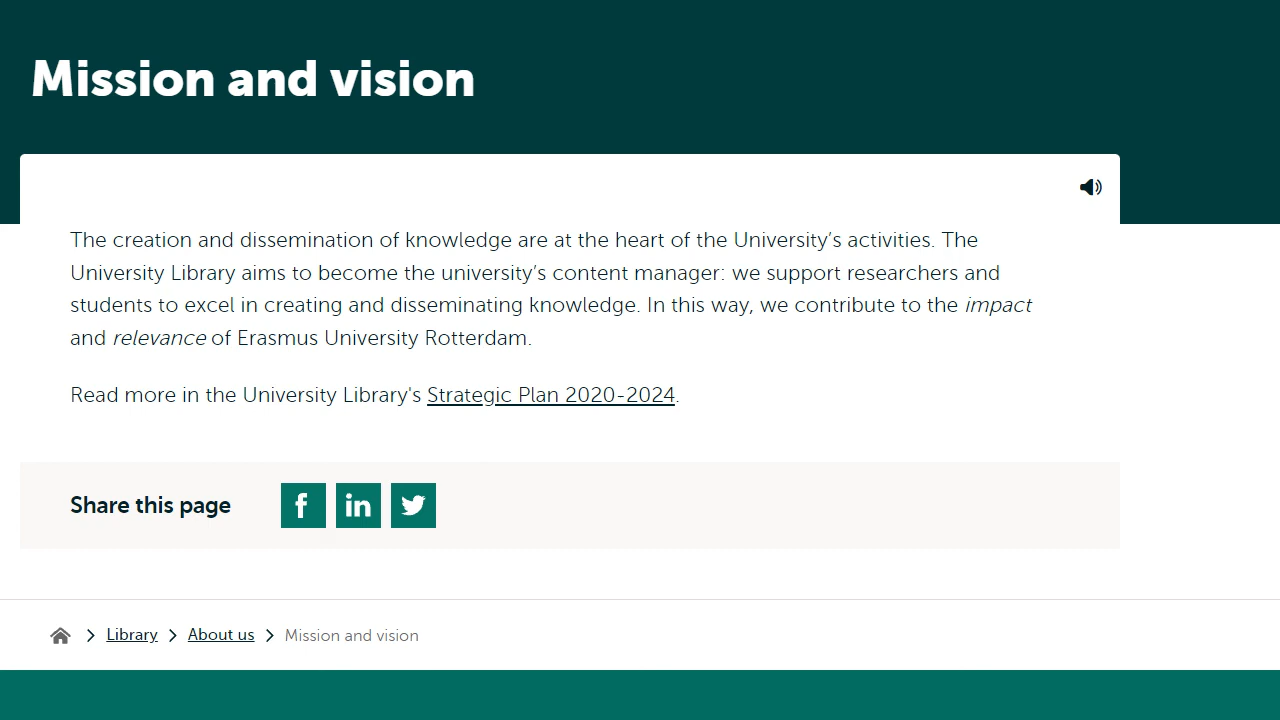 Mission and vision
The creation and dissemination of knowledge are at the heart of the University’s activities. The
University Library aims to become the university’s content manager: we support researchers and
students to excel in creating and disseminating knowledge. In this way, we contribute to the impact
and relevance of Erasmus University Rotterdam.
Read more in the University Library's Strategic Plan 2020-2024.
Share this page
Library About us Mission and vision